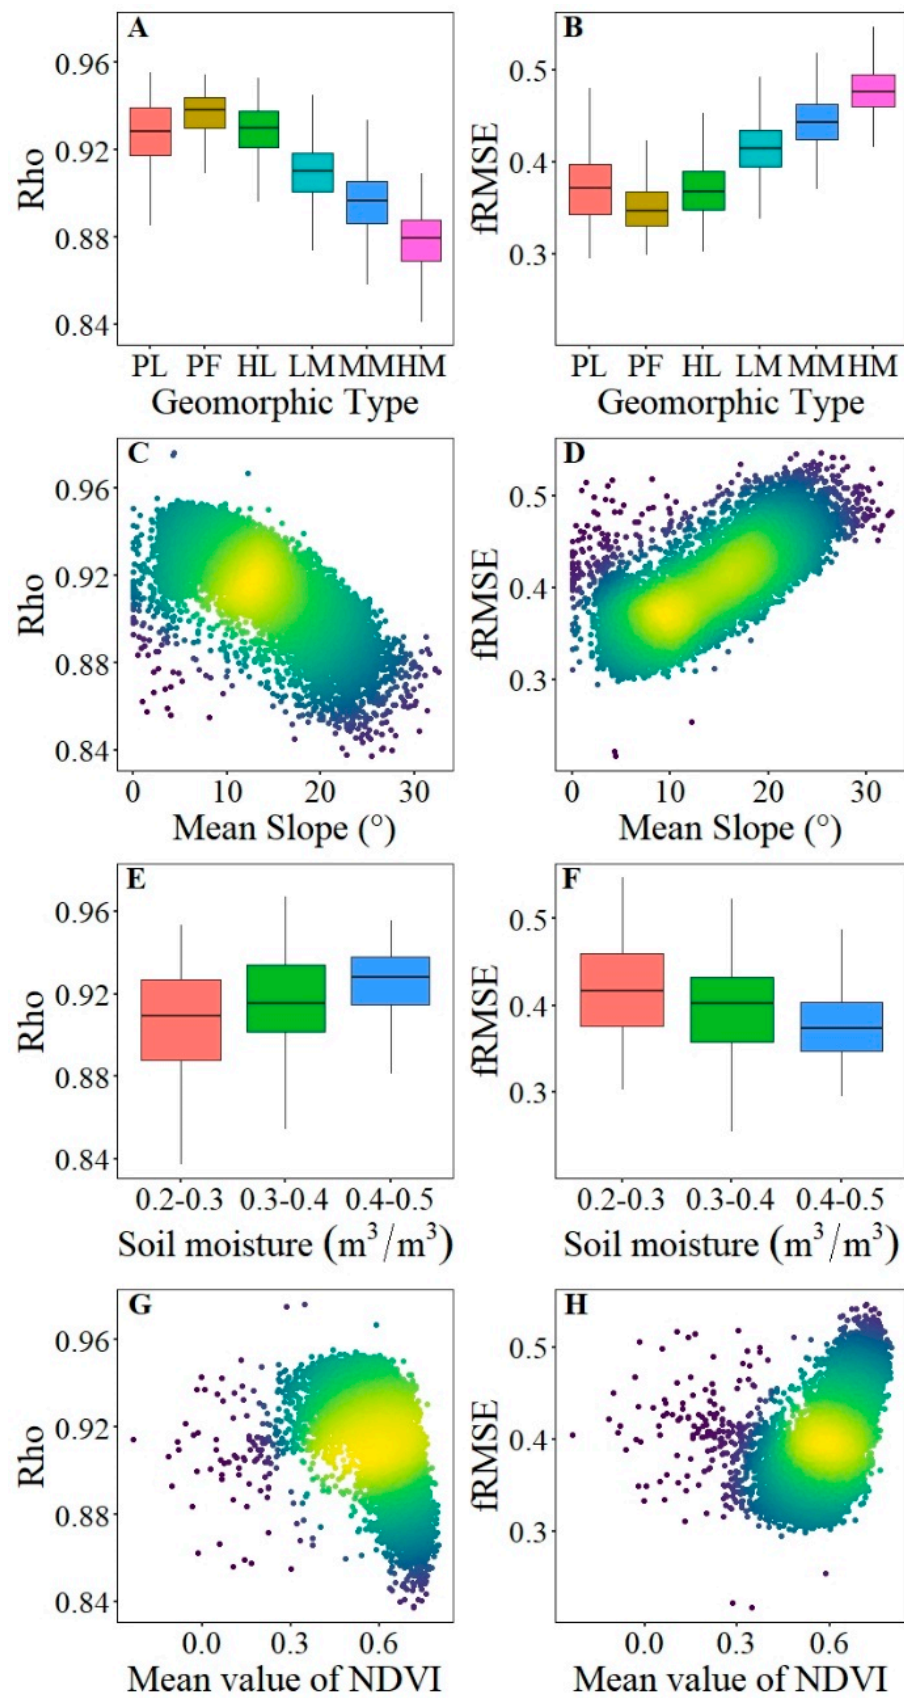 A
0.96
0.92
0.88
0.84
Rho
PL PF HL LM MM HM
Geomorphic Type
B
0.5
0.4
0.3
fRMSE
PL PF HL LM MM HM
Geomorphic Type
C
0.96
0.92
0.88
0.84
Rho
0 10 20 30
Mean Slope (°)
D
0.5
0.4
0.3
fRMSE
0 10 20 30
Mean Slope (°)
E
0.96
0.92
0.88
0.84
Rho
0.2-0.3 0.3-0.4 0.4-0.5
Soil moisture (m³/m³)
F
0.5
0.4
0.3
fRMSE
0.2-0.3 0.3-0.4 0.4-0.5
Soil moisture (m³/m³)
G
0.96
0.92
0.88
0.84
Rho
0.0 0.3 0.6
Mean value of NDVI
H
0.5
0.4
0.3
fRMSE
0.0 0.3 0.6
Mean value of NDVI